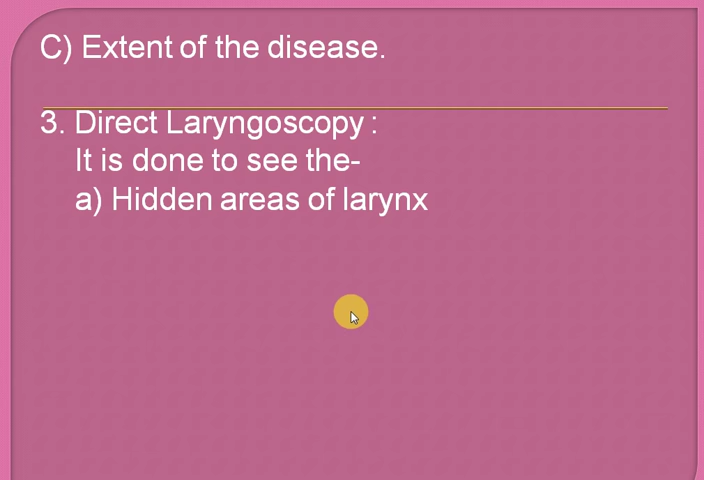 C) Extent of the disease.
3. Direct Laryngoscopy :
It is done to see the-
a) Hidden areas of larynx